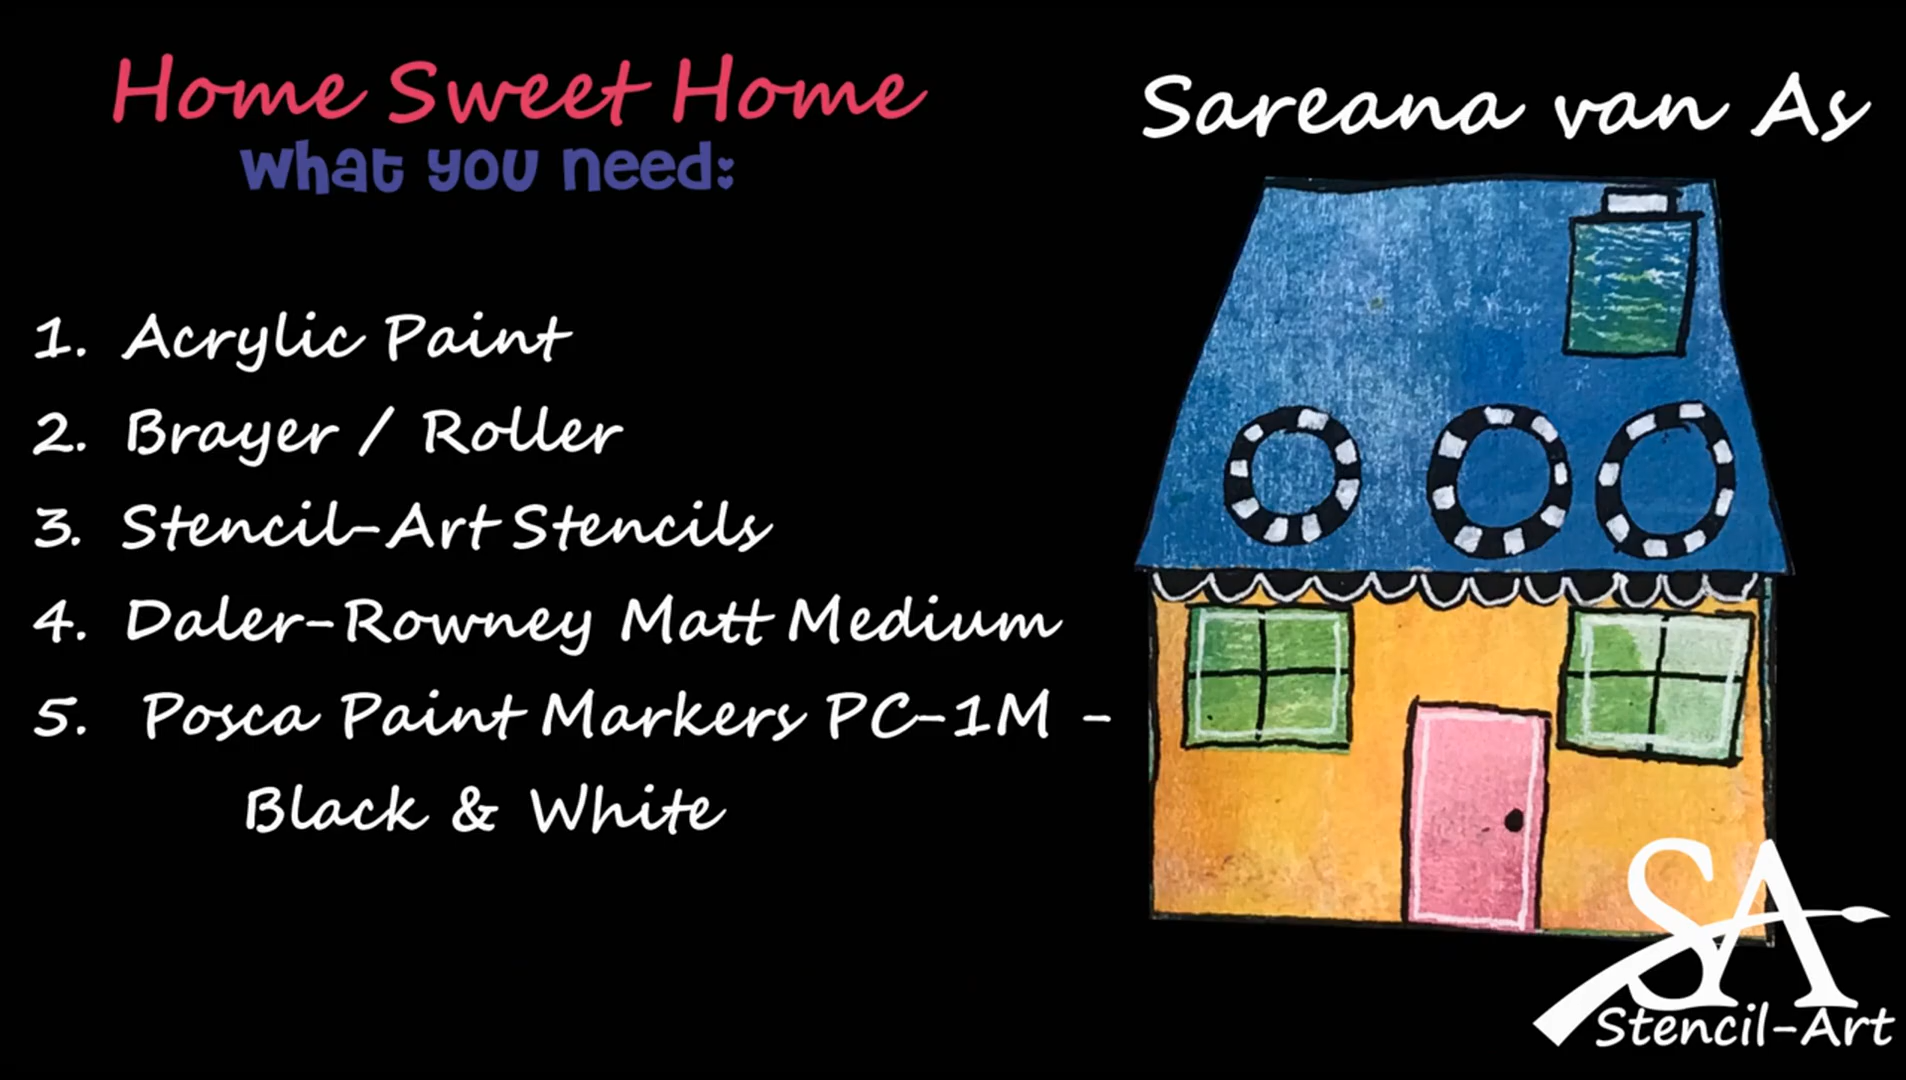 Home Sweet Home
what you need:
Sareana van As
1. Acrylic Paint
2. Brayer / Roller
3. Stencil-Art Stencils
4. Daler-Rowney Matt Medium
5. Posca Paint Markers PC-1M -
Black & White
SA
Stencil-Art